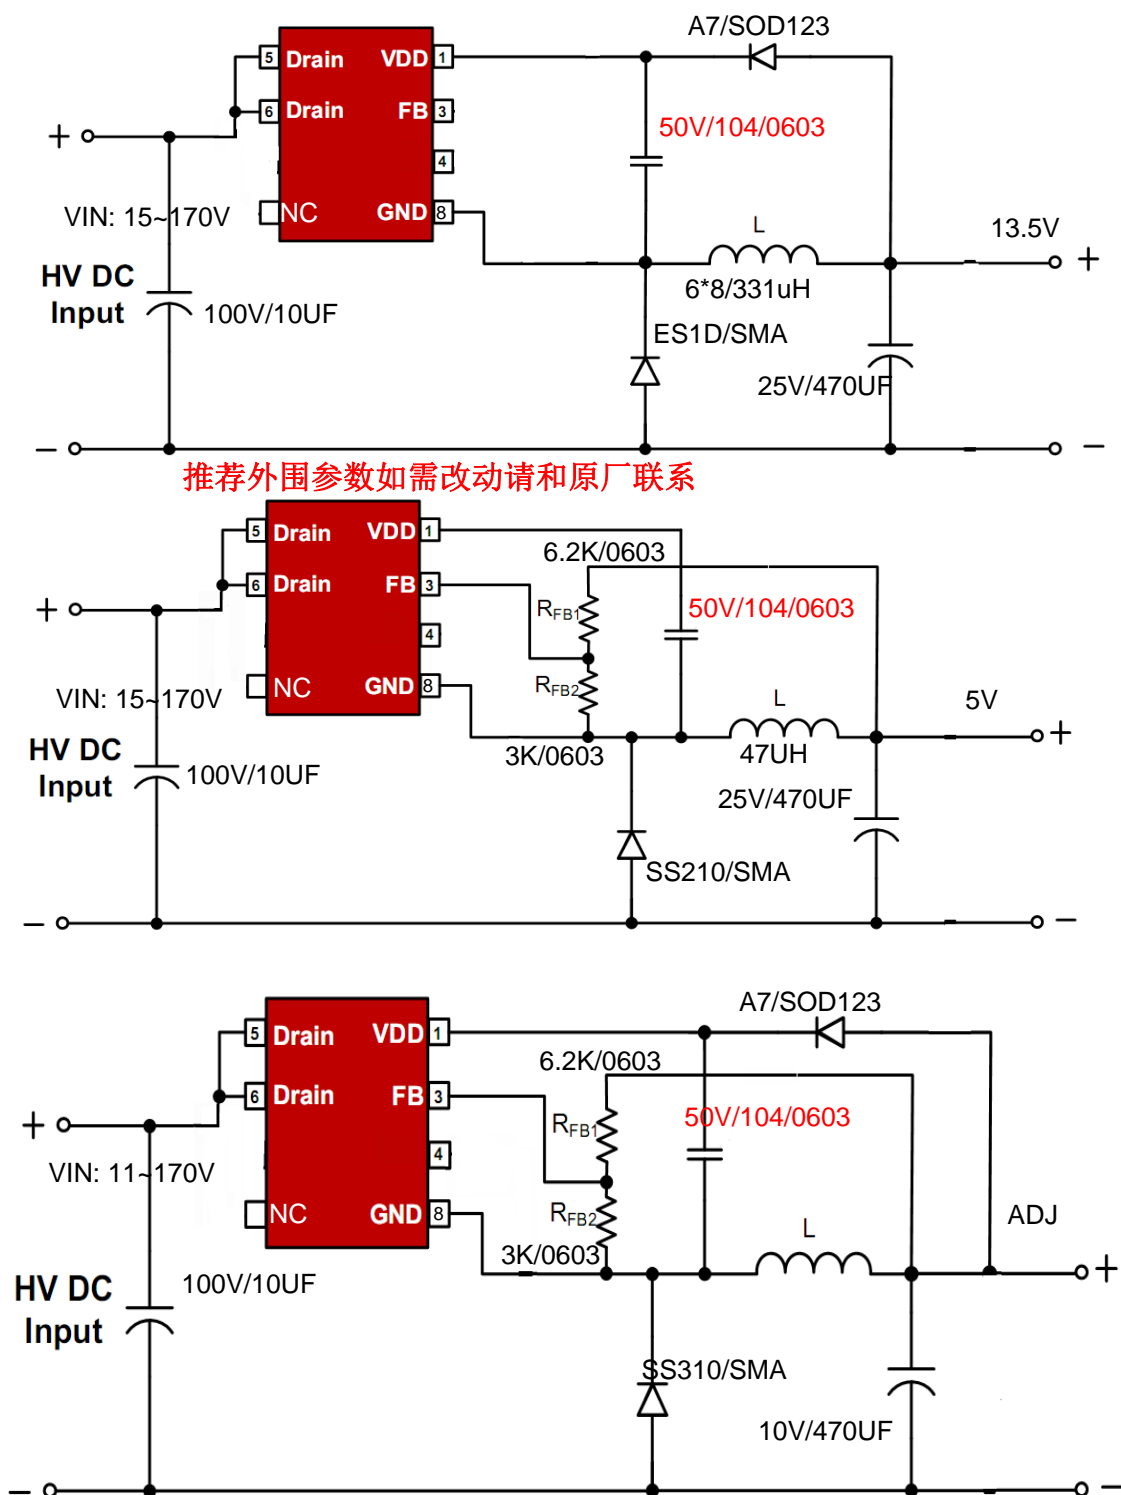 A7/SOD123
5 Drain VDD 1
6 Drain FB 3
50V/104/0603
+
4
VIN: 15~170V
NC GND 8
L
13.5V
+
HV DC
Input
100V/10UF
6*8/331uH
ES1D/SMA
25V/470UF
−
−
推荐外围参数如需改动请和原厂联系
5 Drain VDD 1
6.2K/0603
6 Drain FB 3
+
RFB1
50V/104/0603
4
VIN: 15~170V
NC GND 8
RFB2
L
5V
+
HV DC
Input
100V/10UF
3K/0603
47UH
25V/470UF
SS210/SMA
−
−
A7/SOD123
5 Drain VDD 1
6.2K/0603
6 Drain FB 3
+
RFB1
50V/104/0603
4
VIN: 11~170V
NC GND 8
RFB2
L
ADJ
+
HV DC
Input
100V/10UF
3K/0603
SS310/SMA
10V/470UF
−
−